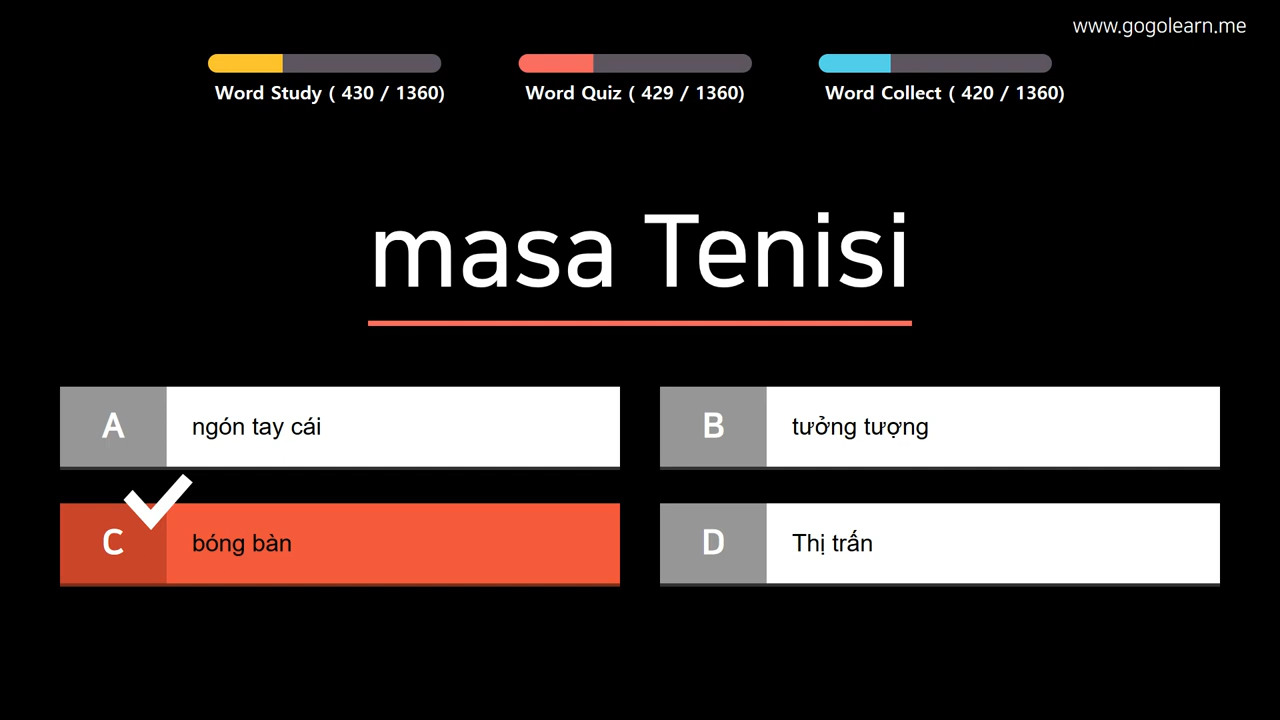 www.gogolearn.me
Word Study ( 430 / 1360)
Word Quiz ( 429 / 1360)
Word Collect ( 420 / 1360)
masa Tenisi
A
ngón tay cái
B
tưởng tượng
C
bóng bàn
D
Thị trấn